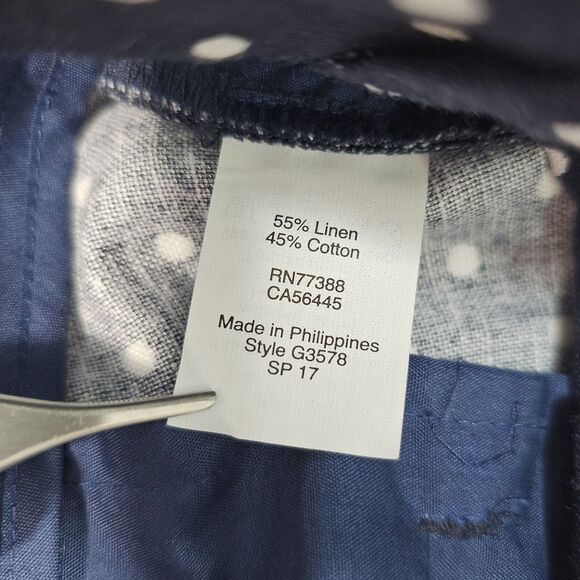 55% Linen
45% Cotton
RN77388
CA56445
Made in Philippines
Style G3578
SP 17